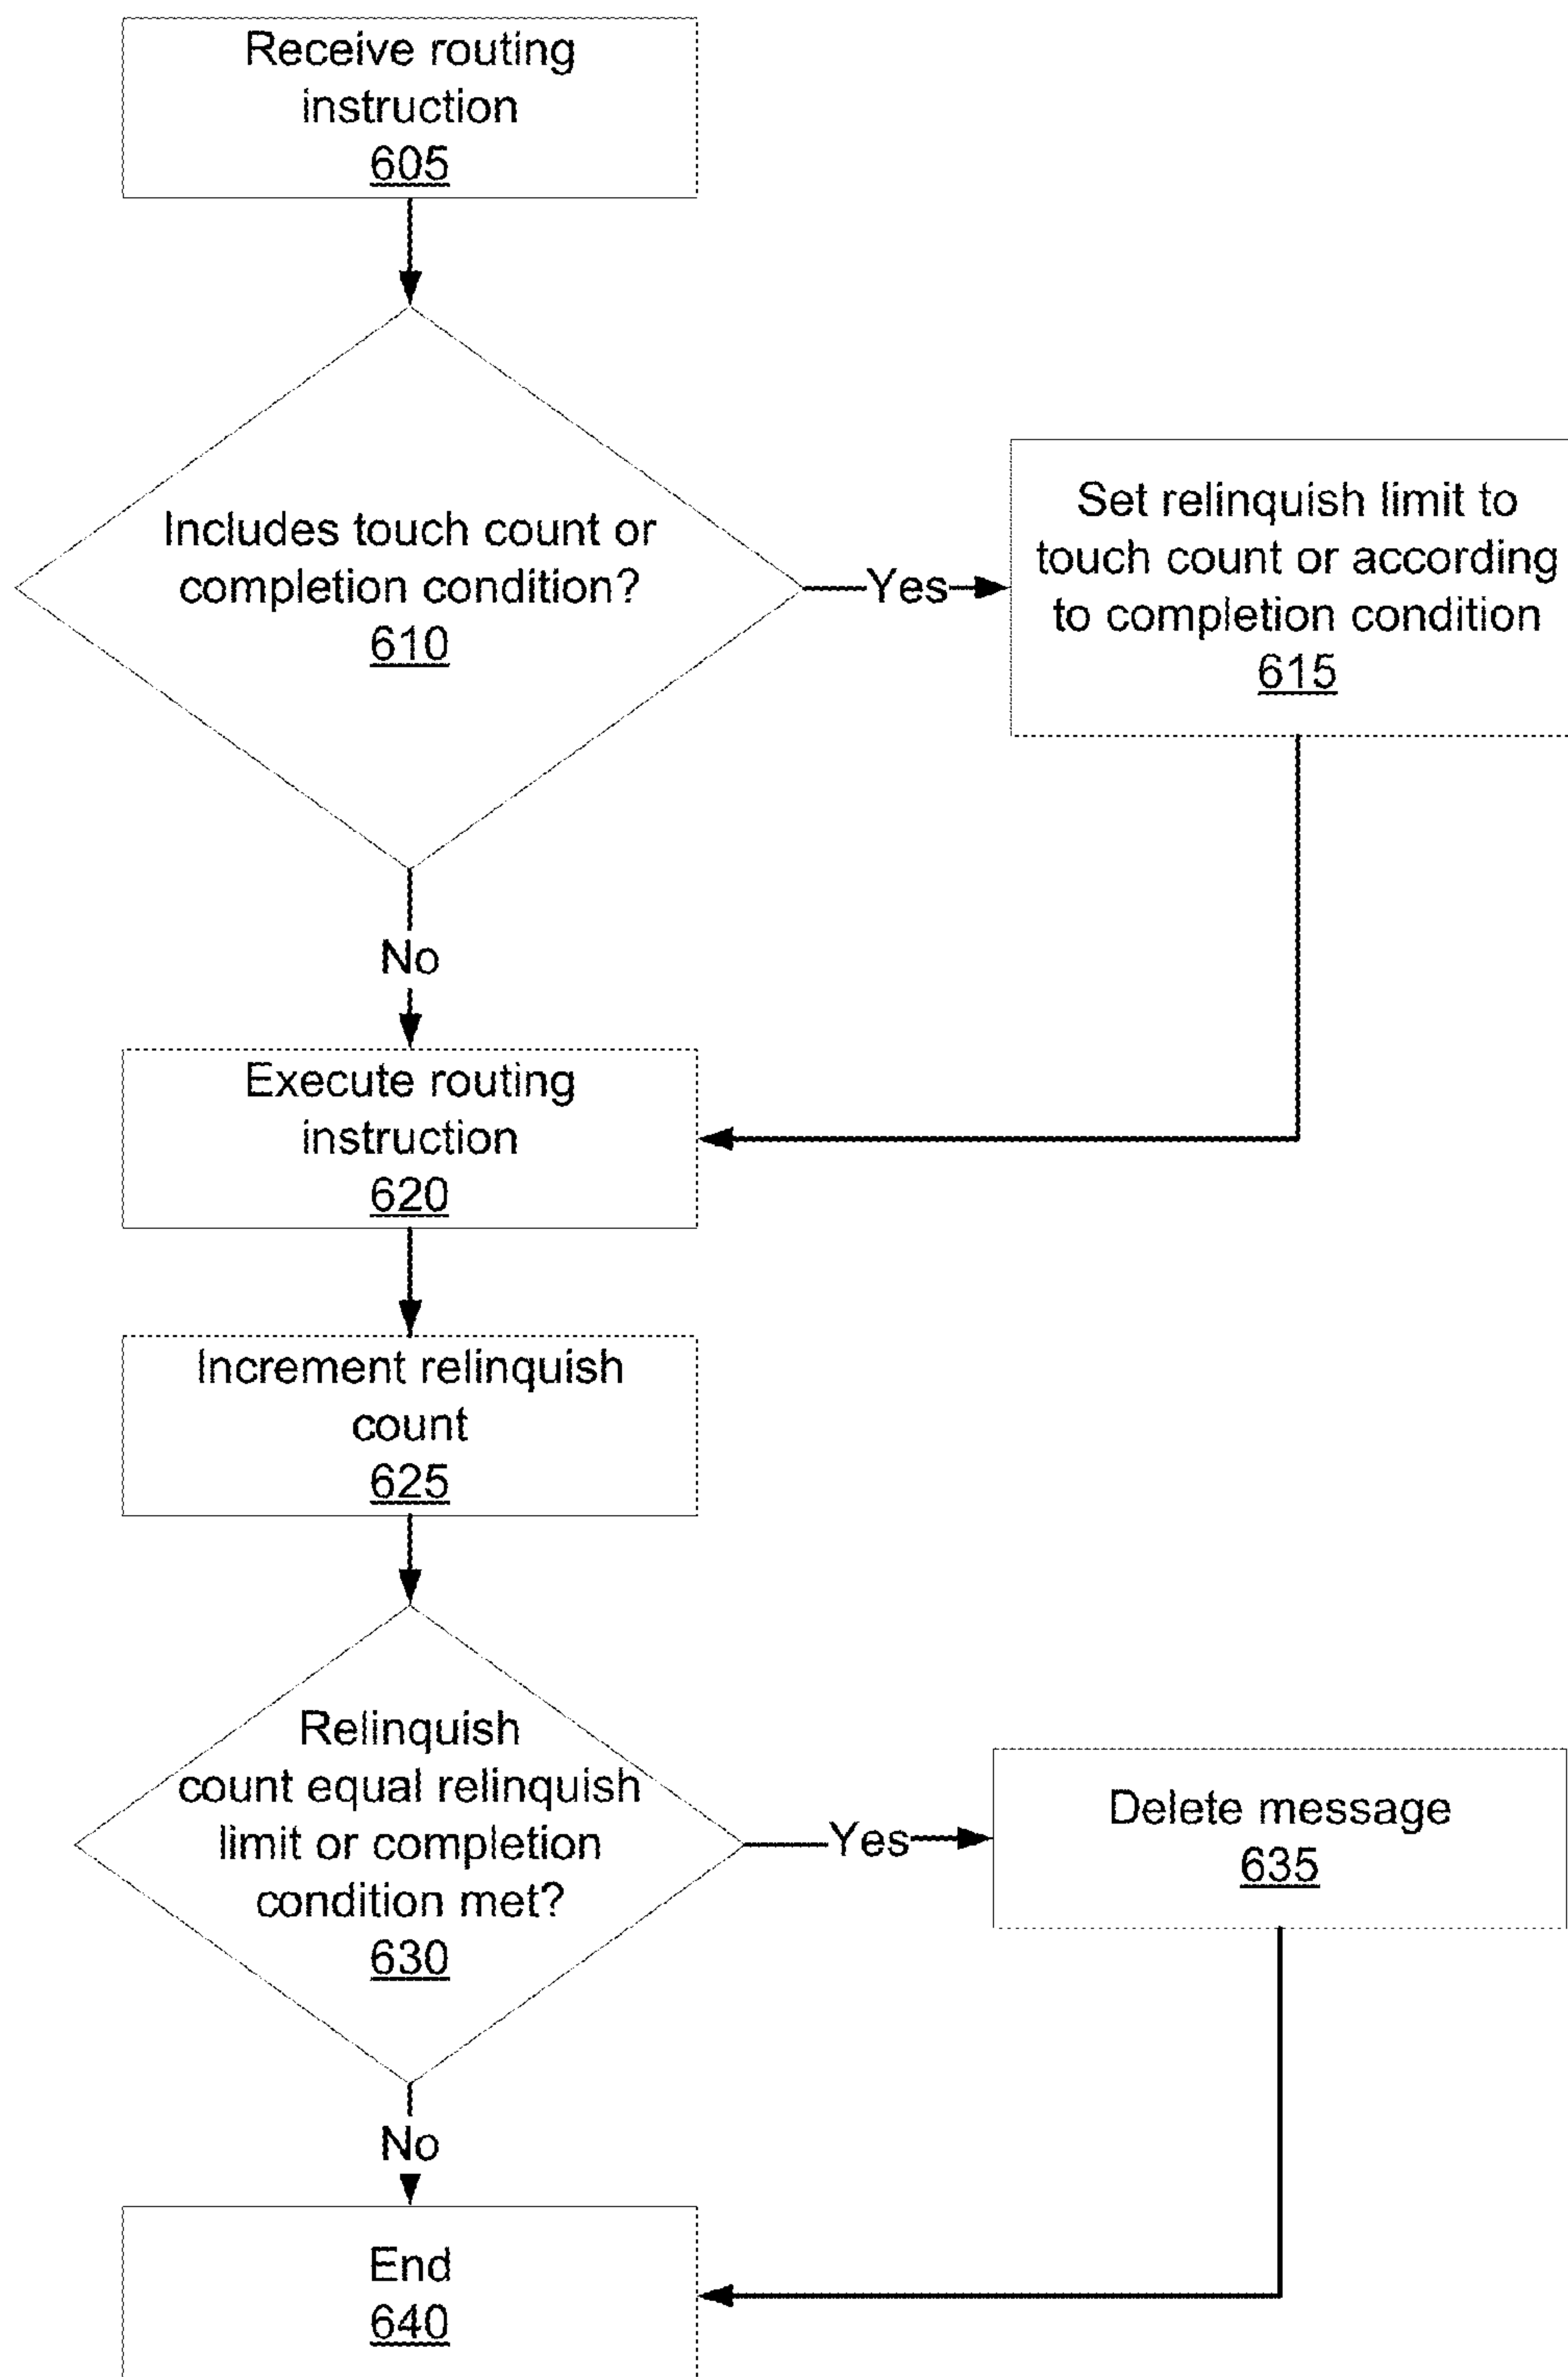 Receive routing
instruction
605
Includes touch count or
completion condition?
610
Yes
Set relinquish limit to
touch count or according
to completion condition
615
No
Execute routing
instruction
620
Increment relinquish
count
625
Relinquish
count equal relinquish
limit or completion
condition met?
630
Yes
Delete message
635
No
End
640